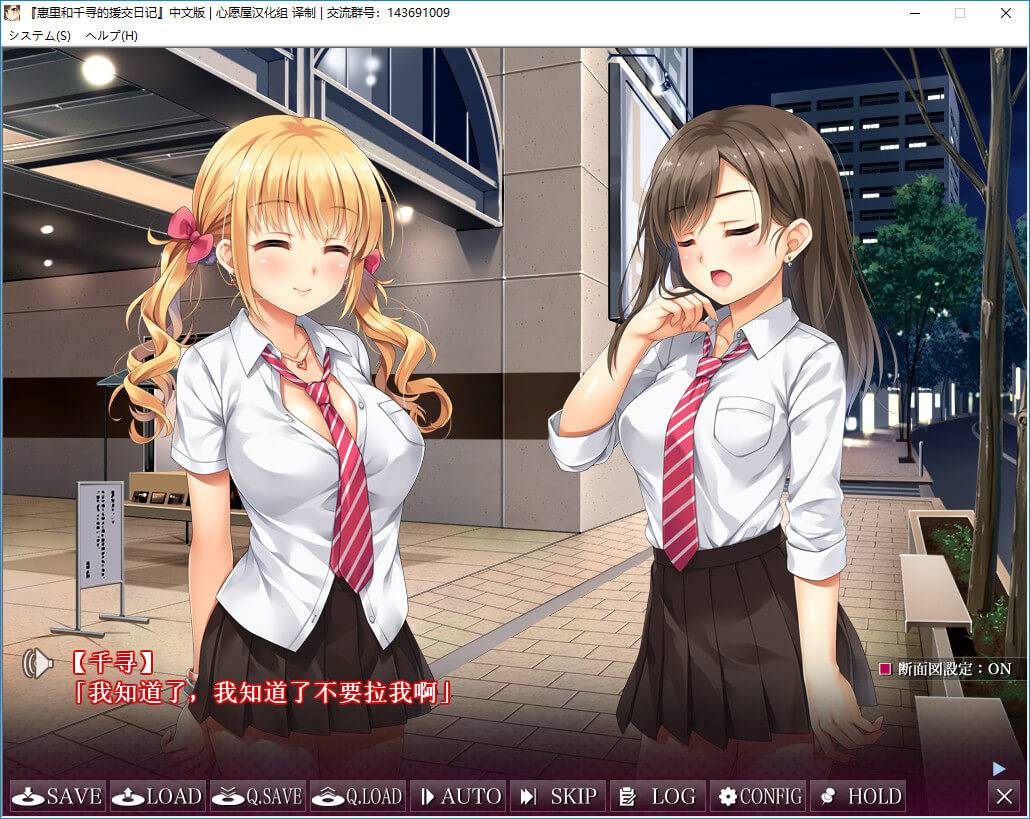 『惠里和千寻的援交日记』中文版 | 心愿屋汉化组 译制 | 交流群号：143691009
システム(S) ヘルプ(H)
【千寻】
「我知道了，我知道了不要拉我啊」
断面図設定：ON
SAVE LOAD Q.SAVE Q.LOAD AUTO SKIP LOG CONFIG HOLD